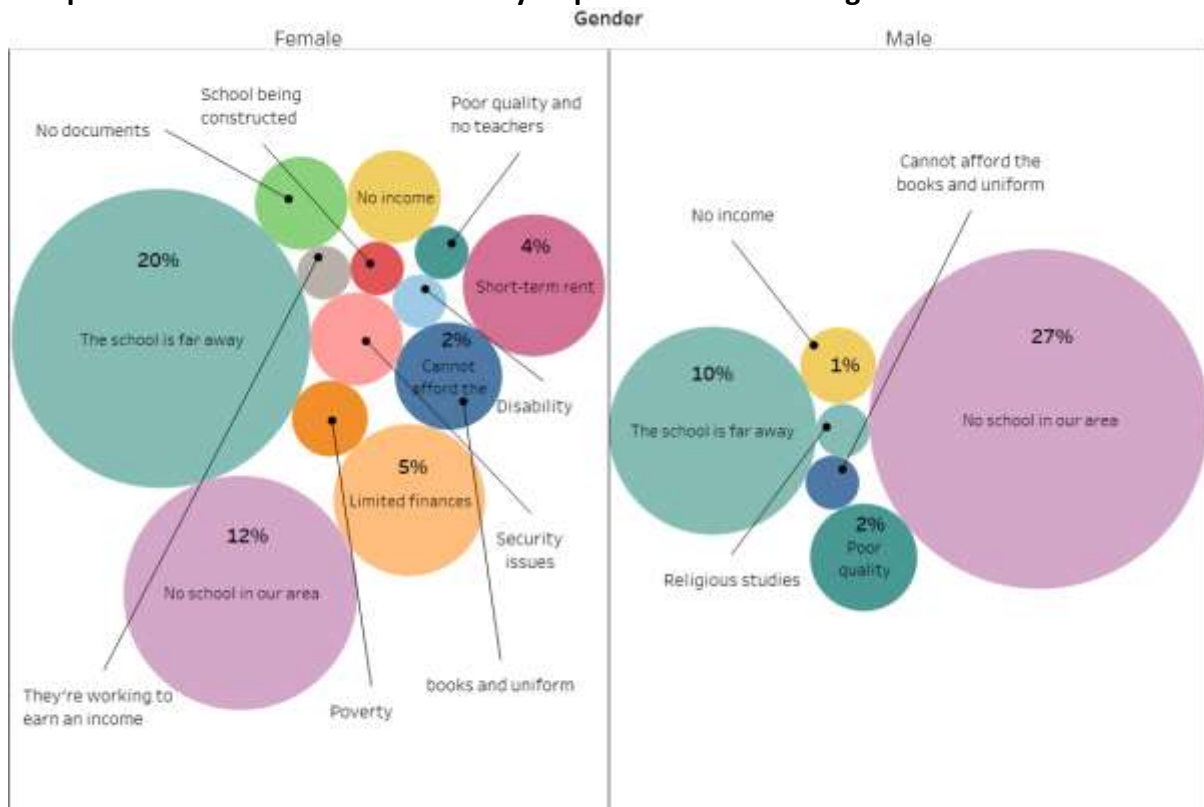 Gender
Female
Male
School being
constructed
Poor quality and
no teachers
No documents
No income
20%
The school is far away
4%
Short-term rent
2%
Cannot
afford the
Disability
5%
Limited finances
Security
issues
12%
No school in our area
They're working to
earn an income
Poverty
books and uniform
Cannot afford the
books and uniform
No income
27%
No school in our area
1%
10%
The school is far away
2%
Poor
quality
Religious studies